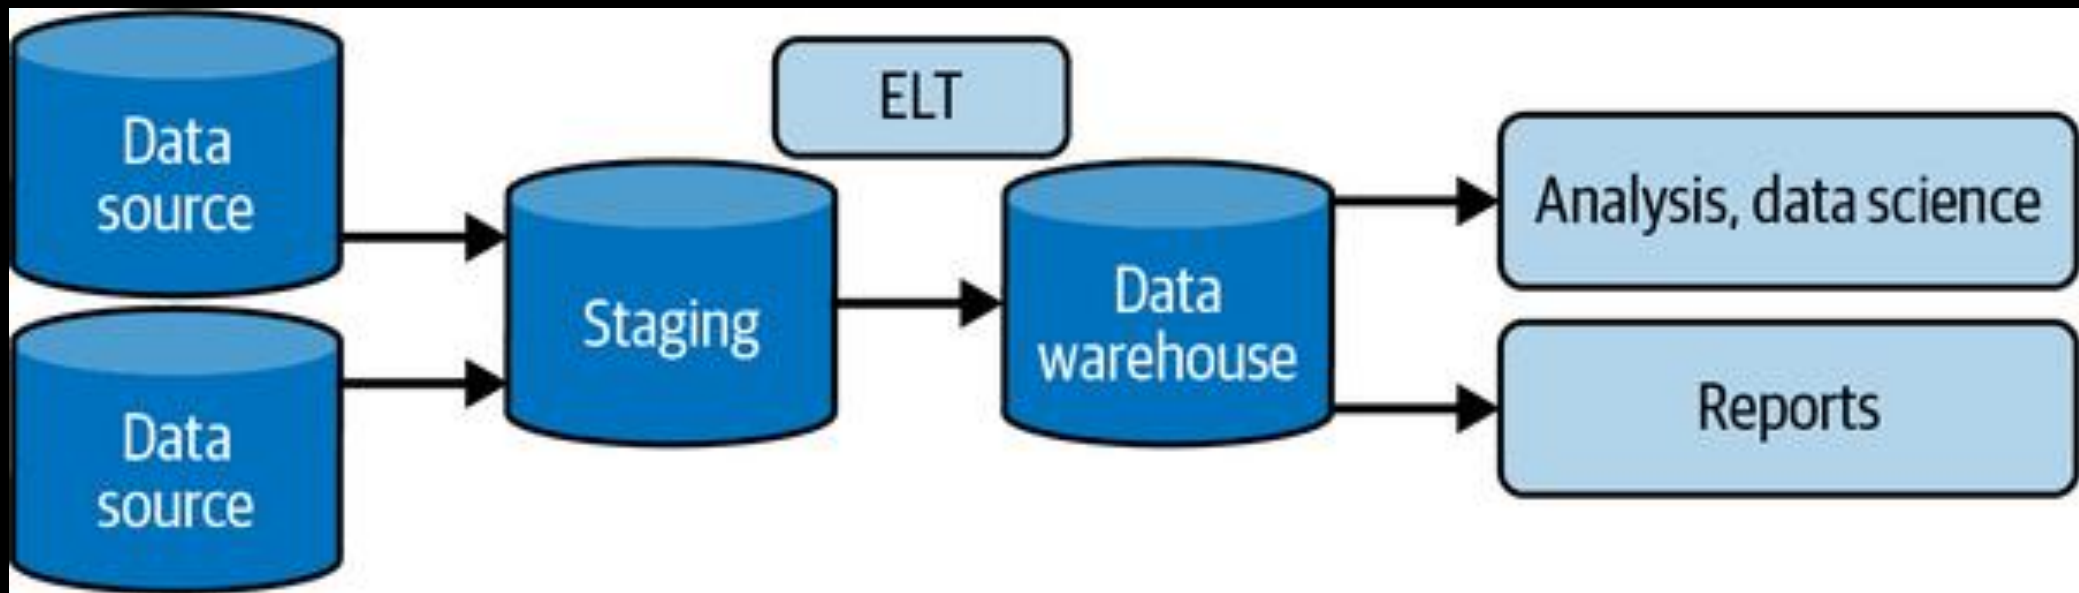 Data
source
Data
source
Staging
ELT
Data
warehouse
Analysis, data science
Reports